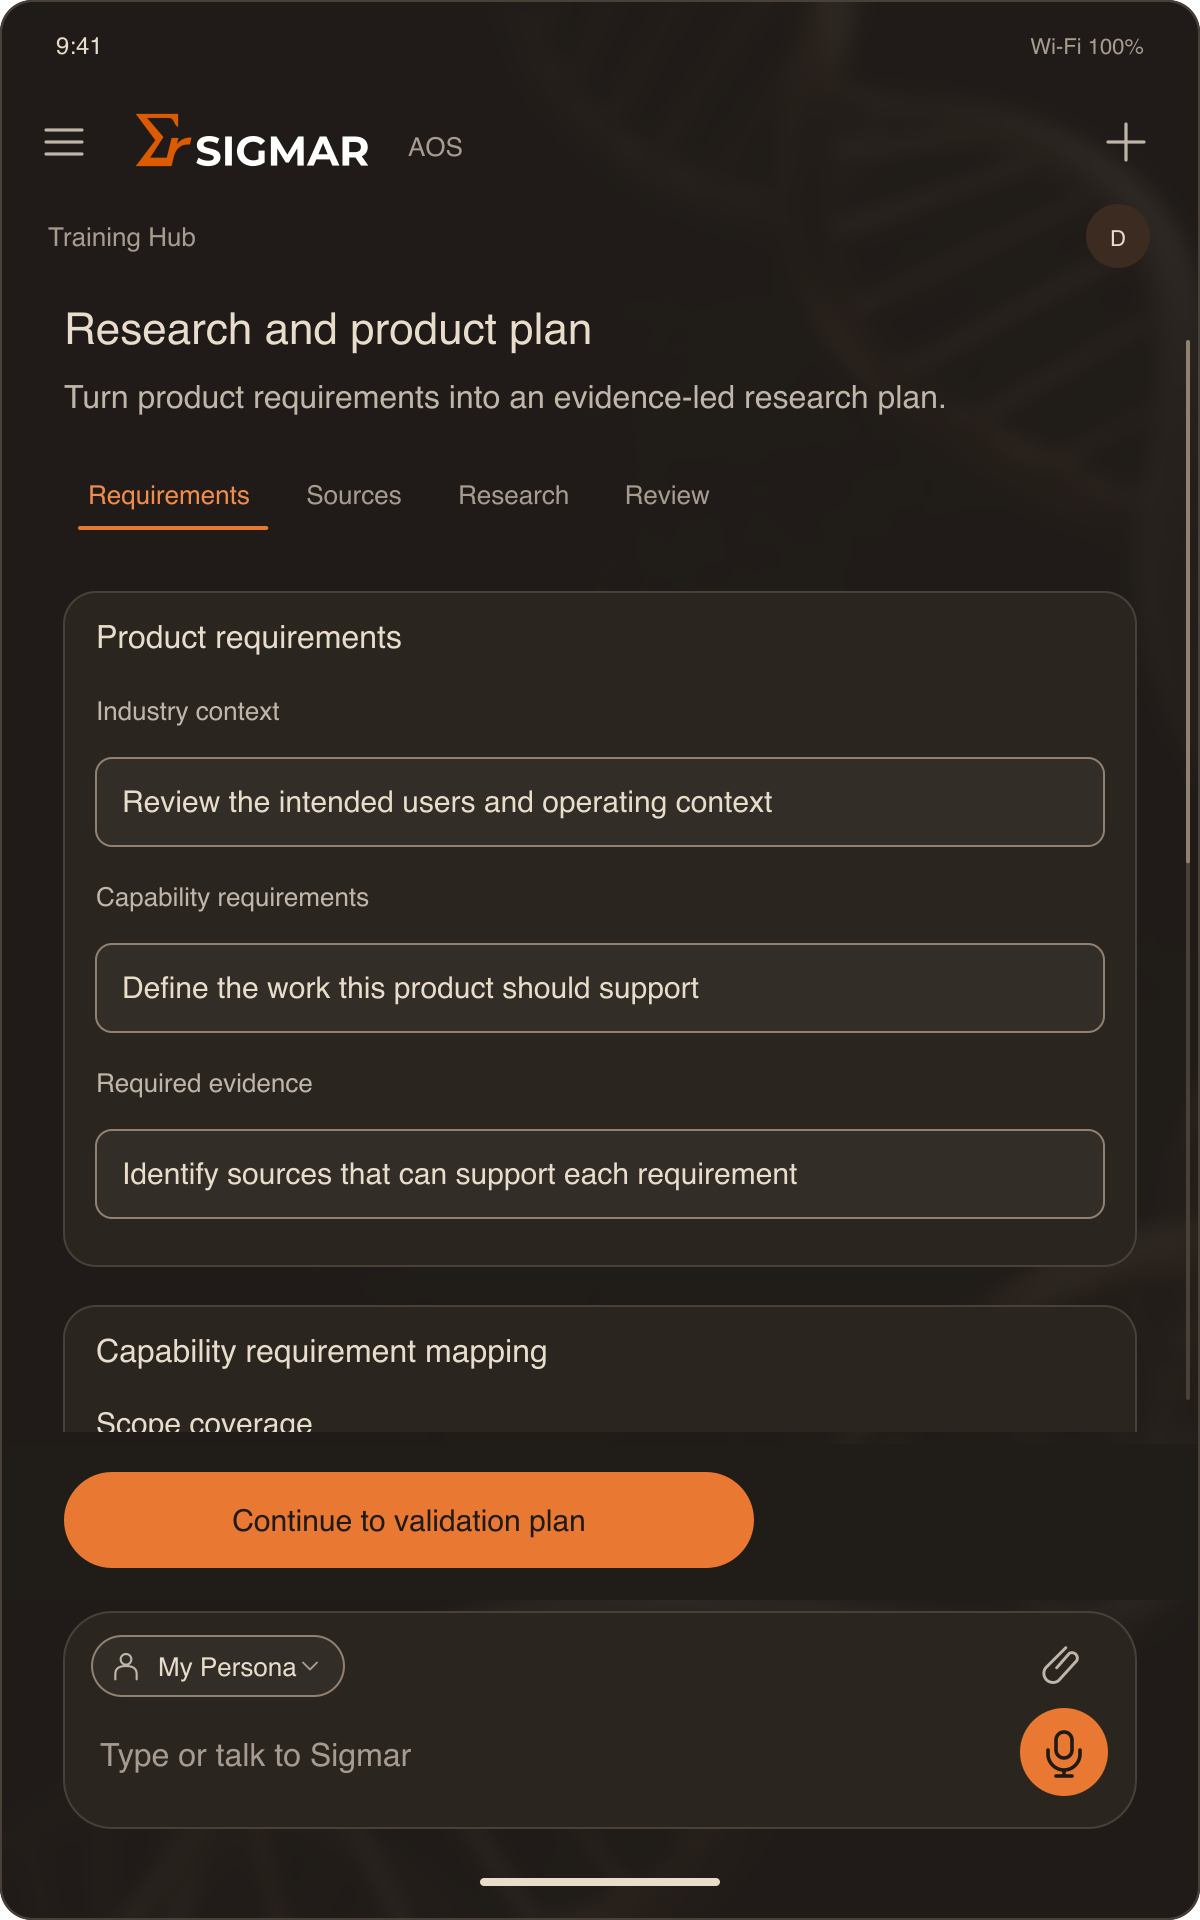 9:41
Wi-Fi 100%
Σr SIGMAR AOS
Training Hub
D
Research and product plan
Turn product requirements into an evidence-led research plan.
Requirements Sources Research Review
Product requirements
Industry context
Review the intended users and operating context
Capability requirements
Define the work this product should support
Required evidence
Identify sources that can support each requirement
Capability requirement mapping
Scope coverage
Continue to validation plan
My Persona
Type or talk to Sigmar